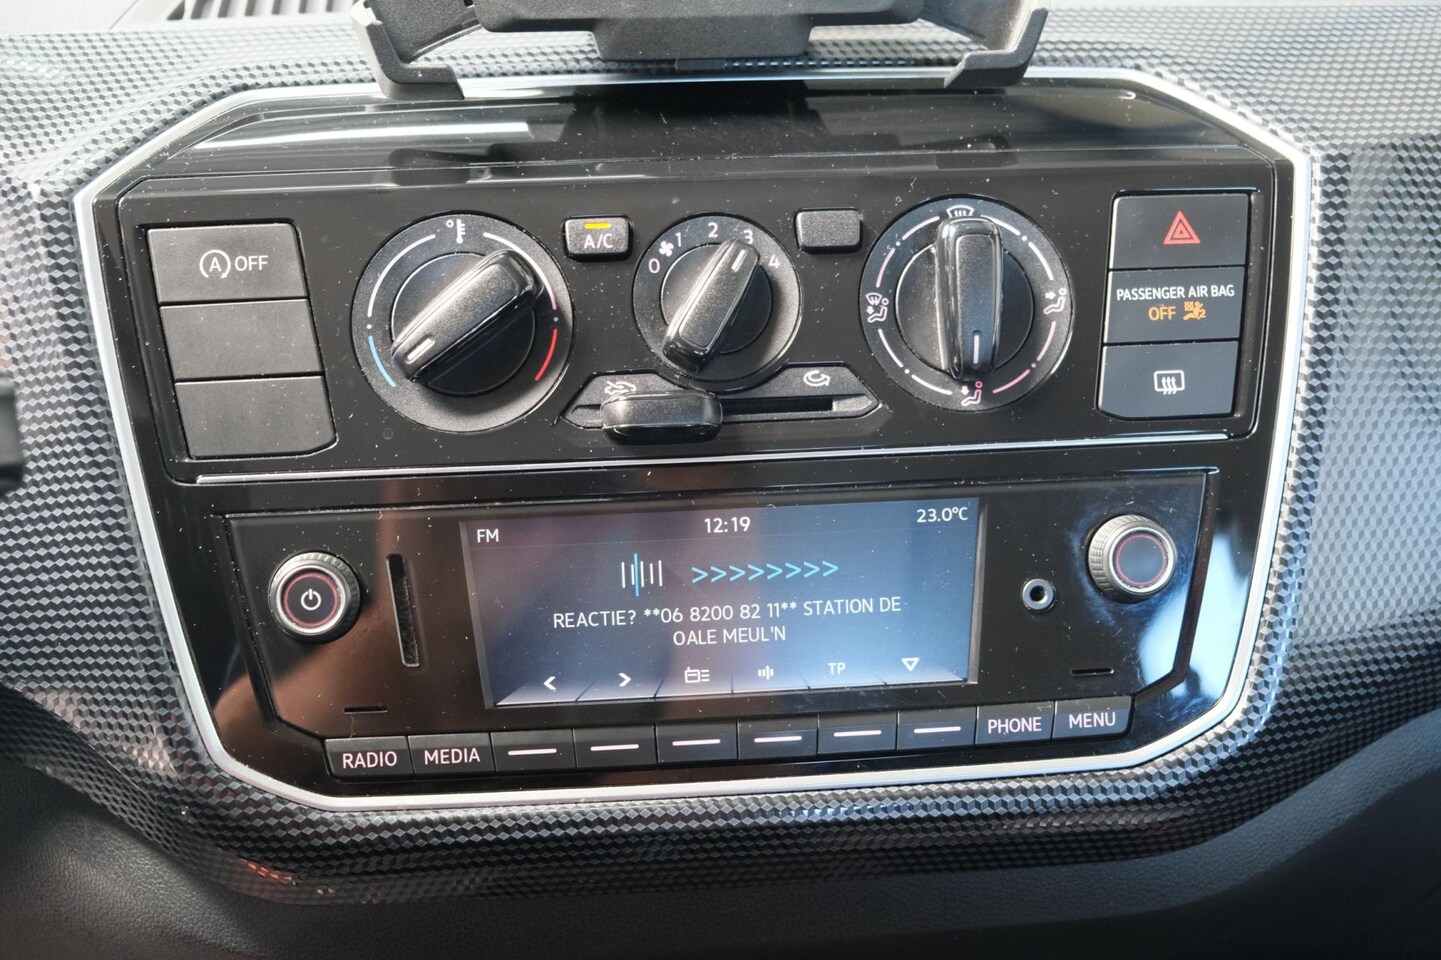 (A) OFF
A/C
0 1 2 3 4
PASSENGER AIR BAG
OFF 2
FM 12:19 23.0°C
REACTIE? **06 8200 82 11** STATION DE
OALE MEUL'N
< > TP
RADIO MEDIA PHONE MENU